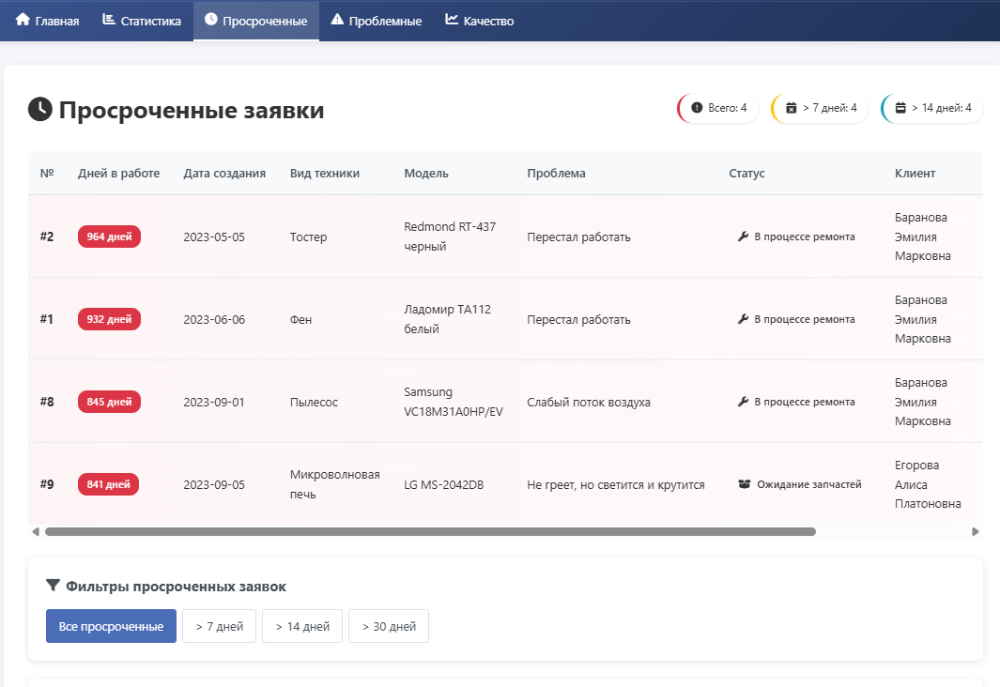 Главная Статистика Просроченные Проблемные Качество
Просроченные заявки
Всего: 4 > 7 дней: 4 > 14 дней: 4
№ Дней в работе Дата создания Вид техники Модель Проблема Статус Клиент
#2 964 дней 2023-05-05 Тостер Redmond RT-437 черный Перестал работать В процессе ремонта Баранова Эмилия Марковна
#1 932 дней 2023-06-06 Фен Ладомир ТА112 белый Перестал работать В процессе ремонта Баранова Эмилия Марковна
#8 845 дней 2023-09-01 Пылесос Samsung VC18M31A0HP/EV Слабый поток воздуха В процессе ремонта Баранова Эмилия Марковна
#9 841 дней 2023-09-05 Микроволновая печь LG MS-2042DB Не греет, но светится и крутится Ожидание запчастей Егорова Алиса Платоновна
Фильтры просроченных заявок
Все просроченные > 7 дней > 14 дней > 30 дней